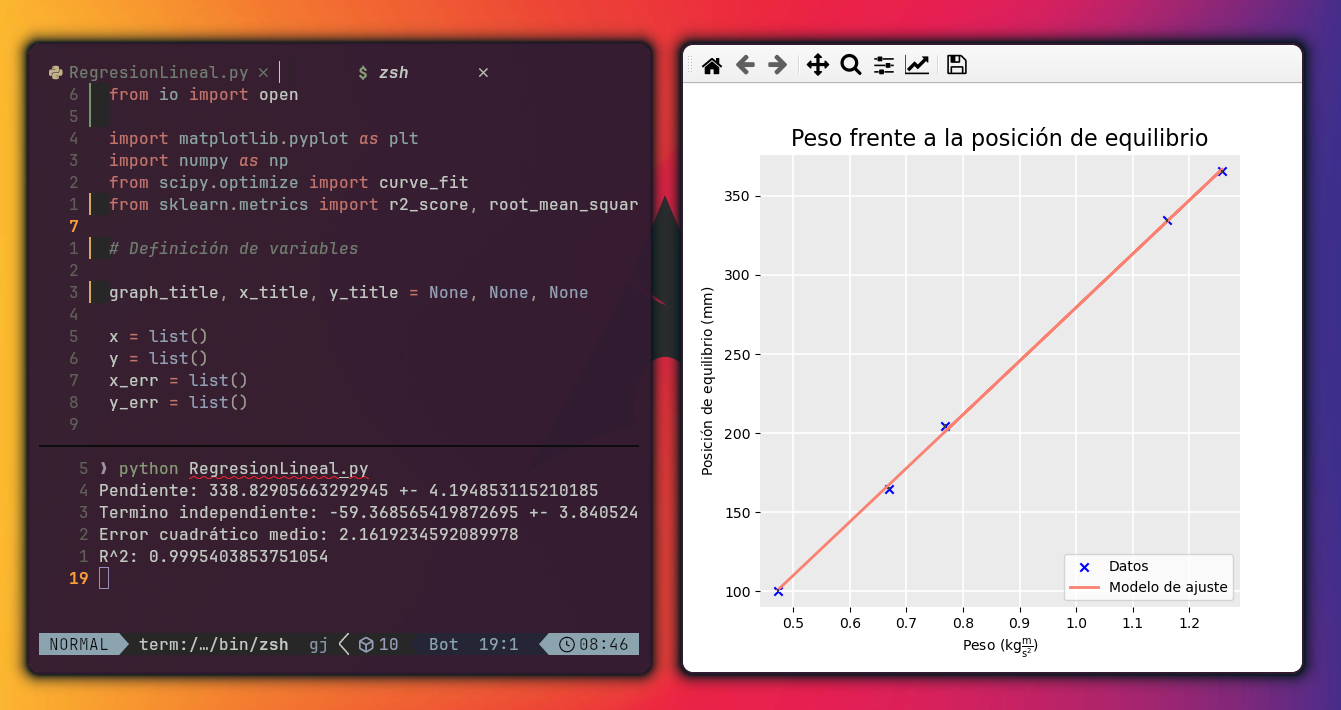 RegresionLineal.py × $ zsh ×
6 from io import open
5
4 import matplotlib.pyplot as plt
3 import numpy as np
2 from scipy.optimize import curve_fit
1 from sklearn.metrics import r2_score, root_mean_squar
7
1 # Definición de variables
2
3 graph_title, x_title, y_title = None, None, None
4
5 x = list()
6 y = list()
7 x_err = list()
8 y_err = list()
9
5 ❫ python RegresionLineal.py
4 Pendiente: 338.82905663292945 +- 4.194853115210185
3 Termino independiente: -59.368565419872695 +- 3.840524
2 Error cuadrático medio: 2.1619234592089978
1 R^2: 0.9995403853751054
19
NORMAL term:/…/bin/zsh gj 10 Bot 19:1 08:46
Peso frente a la posición de equilibrio
Posición de equilibrio (mm)
350
300
250
200
150
100
Datos
Modelo de ajuste
0.5 0.6 0.7 0.8 0.9 1.0 1.1 1.2
Peso (kg m/s²)